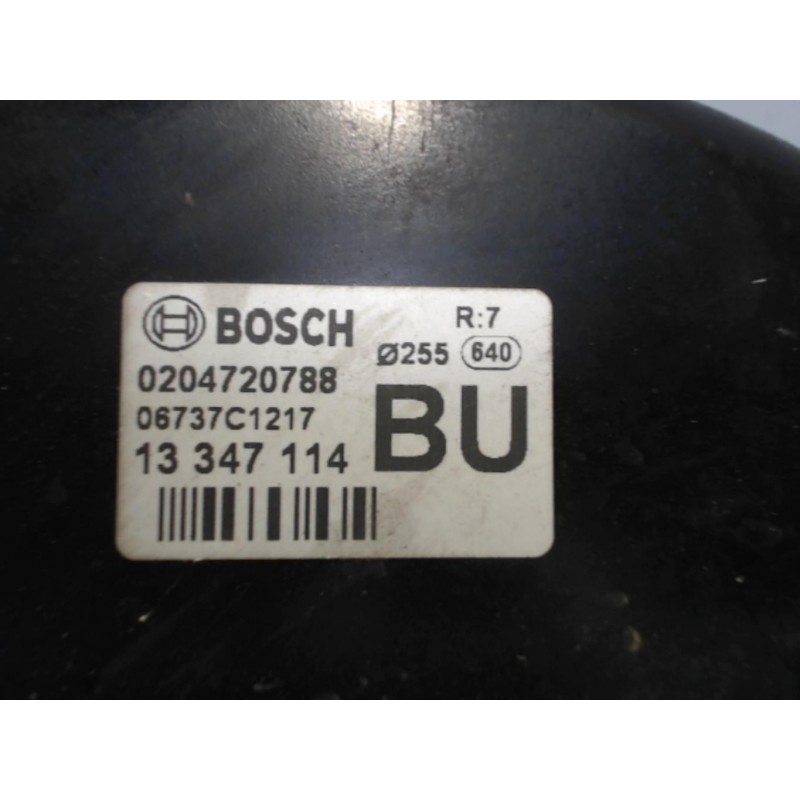 BOSCH R:7
Ø255 640
0204720788
06737C1217
13 347 114
BU